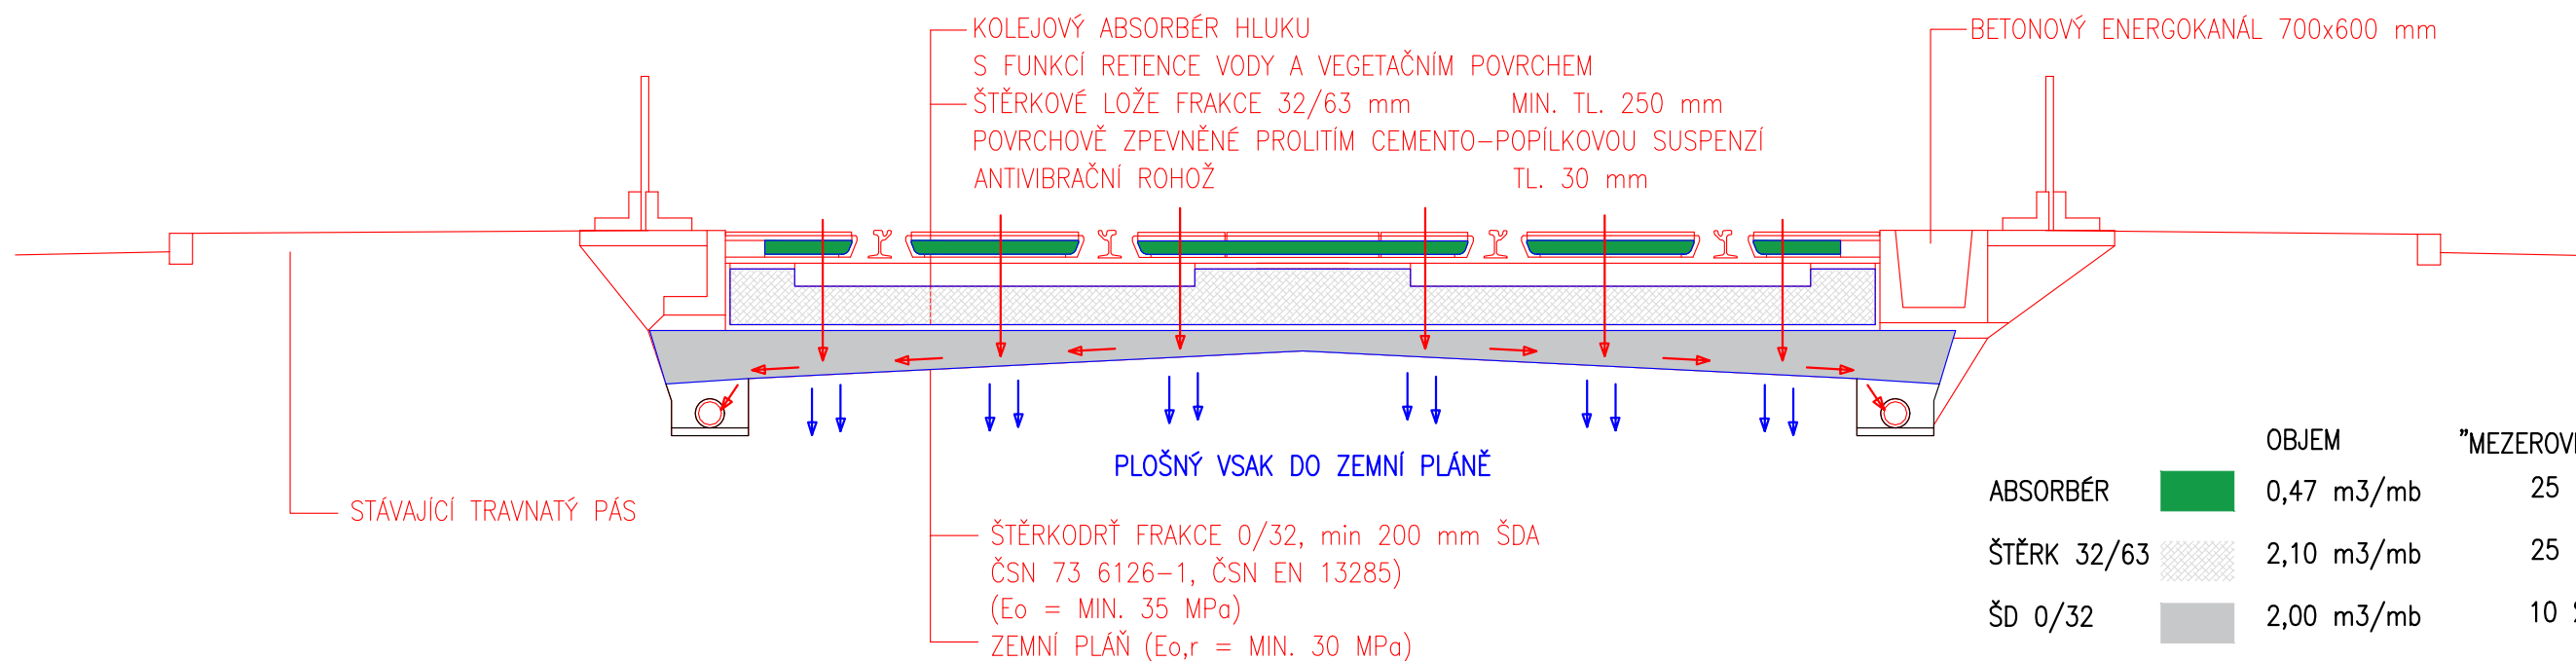 KOLEJOVÝ ABSORBÉR HLUKU
S FUNKCÍ RETENCE VODY A VEGETAČNÍM POVRCHEM
ŠTĚRKOVÉ LOŽE FRAKCE 32/63 mm MIN. TL. 250 mm
POVRCHOVĚ ZPEVNĚNÉ PROLITÍM CEMENTO-POPÍLKOVOU SUSPENZÍ
ANTIVIBRAČNÍ ROHOŽ TL. 30 mm
BETONOVÝ ENERGOKANÁL 700x600 mm
PLOŠNÝ VSAK DO ZEMNÍ PLÁNĚ
STÁVAJÍCÍ TRAVNATÝ PÁS
ŠTĚRKODRŤ FRAKCE 0/32, min 200 mm ŠDA
ČSN 73 6126-1, ČSN EN 13285)
(Eo = MIN. 35 MPa)
ZEMNÍ PLÁŇ (Eo,r = MIN. 30 MPa)
OBJEM
ABSORBÉR 0,47 m3/mb 25
ŠTĚRK 32/63 2,10 m3/mb 25
ŠD 0/32 2,00 m3/mb 10